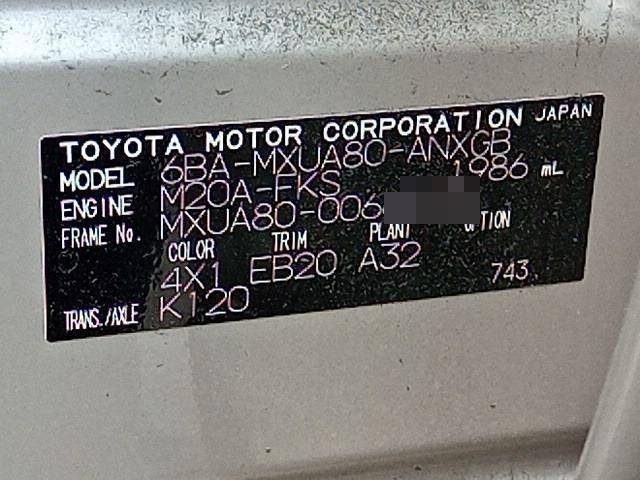 TOYOTA MOTOR CORPORATION JAPAN
MODEL 6BA-MXUA80-ANXGB
ENGINE M20A-FKS 1986 mL
FRAME No. MXUA80-006
COLOR TRIM PLANT
4X1 EB20 A32 743
TRANS./AXLE K120